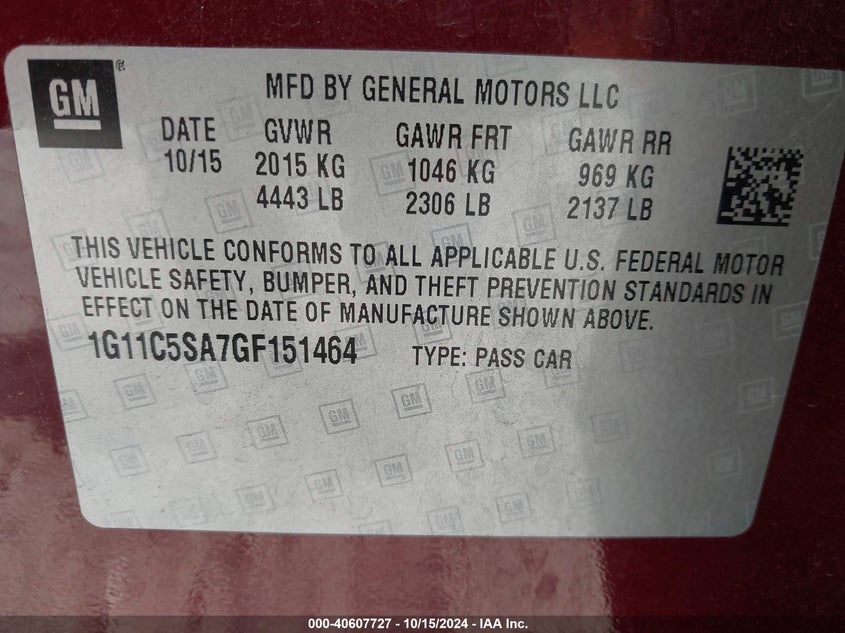 GM®
MFD BY GENERAL MOTORS LLC
DATE GVWR GAWR FRT GAWR RR
10/15 2015 KG 1046 KG 969 KG
4443 LB 2306 LB 2137 LB
THIS VEHICLE CONFORMS TO ALL APPLICABLE U.S. FEDERAL MOTOR
VEHICLE SAFETY, BUMPER, AND THEFT PREVENTION STANDARDS IN
EFFECT ON THE DATE OF MANUFACTURE SHOWN ABOVE.
1G11C5SA7GF151464 TYPE: PASS CAR
000-40607727 - 10/15/2024 - IAA Inc.